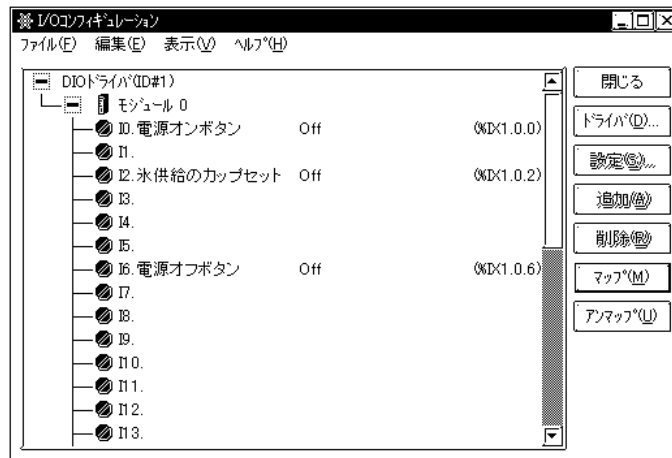 I/Oコンフィギュレーション
ファイル(F) 編集(E) 表示(V) ヘルプ(H)
DIOドライバ(ID#1)
モジュール 0
I0.電源オンボタン Off (%IX1.0.0)
I1.
I2.氷供給のカップセット Off (%IX1.0.2)
I3.
I4.
I5.
I6.電源オフボタン Off (%IX1.0.6)
I7.
I8.
I9.
I10.
I11.
I12.
I13.
閉じる
ドライバ(D)...
設定(S)...
追加(A)
削除(R)
マップ(M)
アンマップ(U)